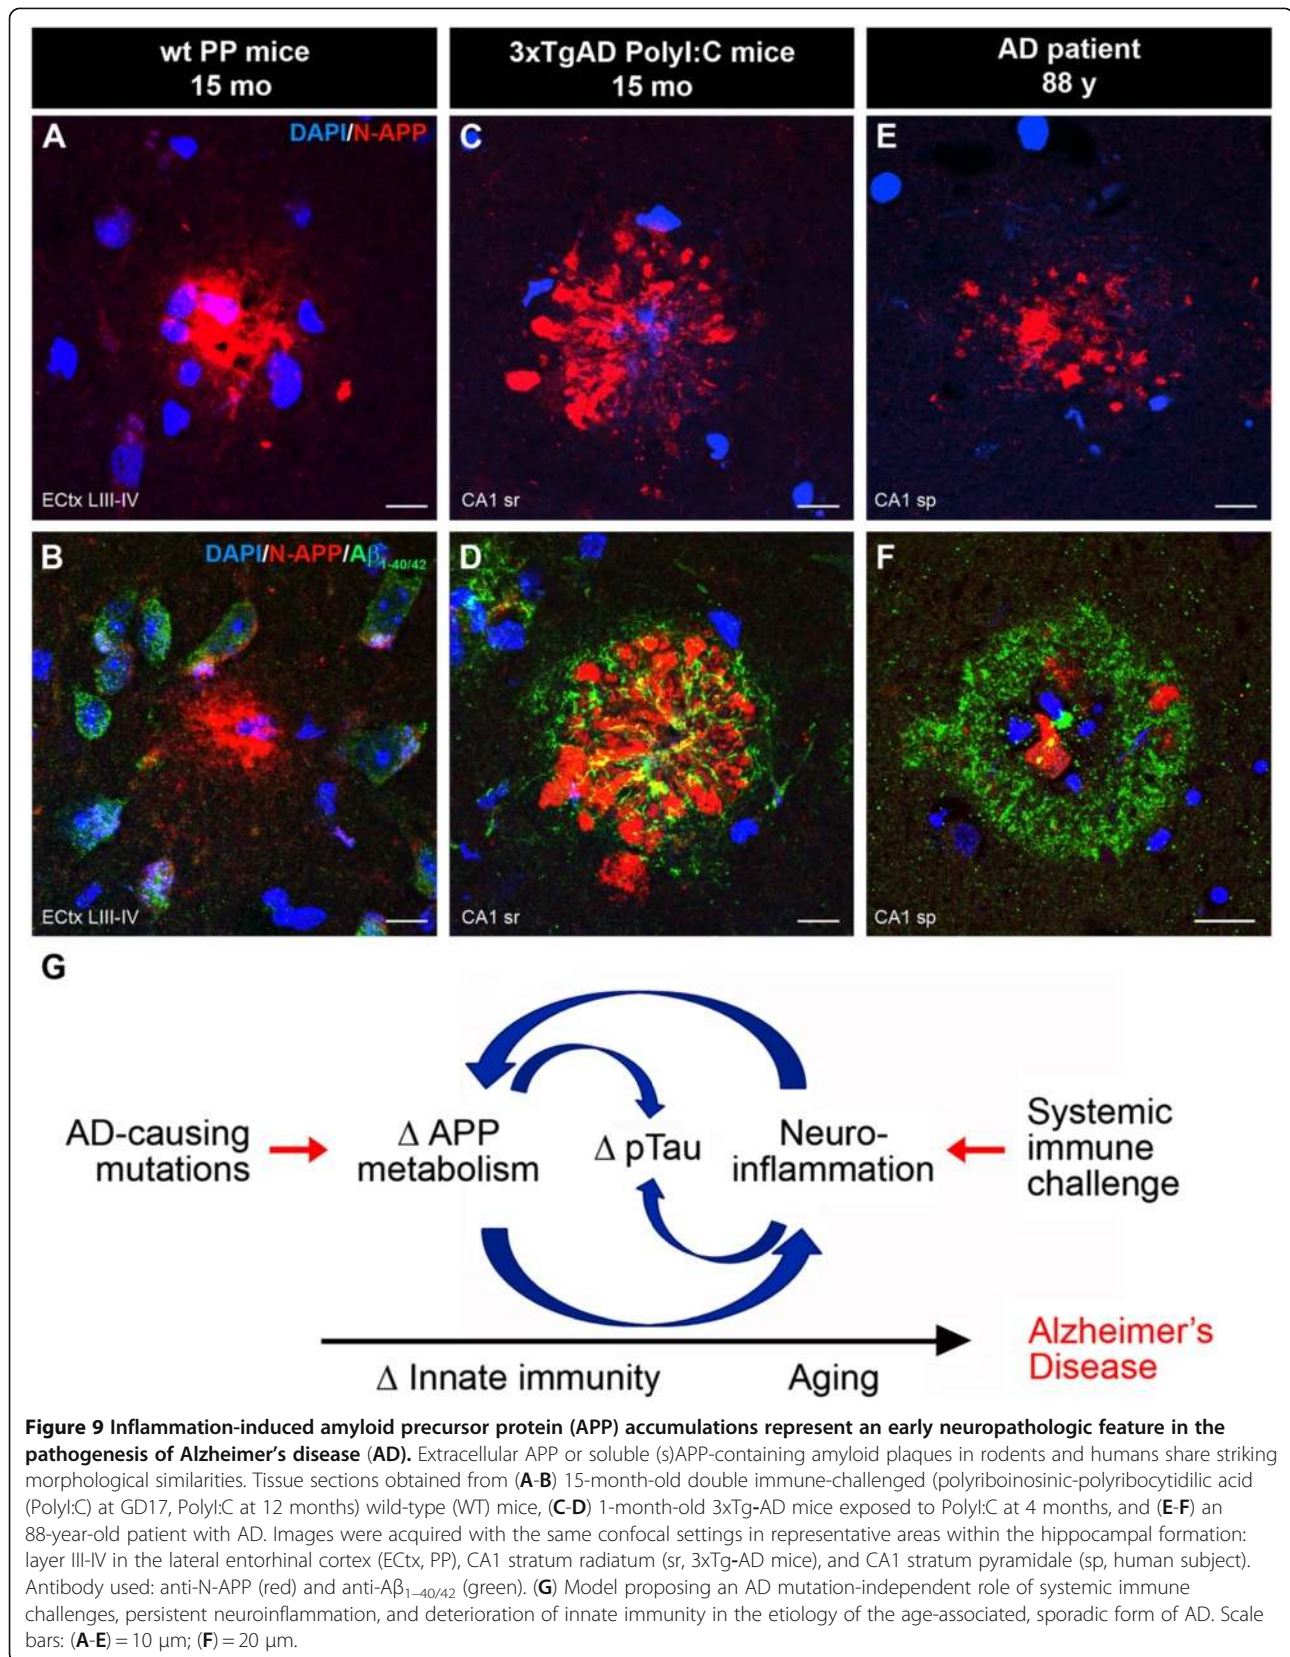 wt PP mice
15 mo
3xTgAD PolyI:C mice
15 mo
AD patient
88 y
A
DAPI/N-APP
ECtx LIII-IV
C
CA1 sr
E
CA1 sp
B
DAPI/N-APP/Aβ1-40/42
ECtx LIII-IV
D
CA1 sr
F
CA1 sp
G
AD-causing
mutations
Δ APP
metabolism
Δ pTau
Neuro-
inflammation
Systemic
immune
challenge
Δ Innate immunity
Aging
Alzheimer's
Disease
Figure 9 Inflammation-induced amyloid precursor protein (APP) accumulations represent an early neuropathologic feature in the
pathogenesis of Alzheimer's disease (AD). Extracellular APP or soluble (s)APP-containing amyloid plaques in rodents and humans share striking
morphological similarities. Tissue sections obtained from (A-B) 15-month-old double immune-challenged (polyriboinosinic-polyribocytidilic acid
(PolyI:C) at GD17, PolyI:C at 12 months) wild-type (WT) mice, (C-D) 1-month-old 3xTg-AD mice exposed to PolyI:C at 4 months, and (E-F) an
88-year-old patient with AD. Images were acquired with the same confocal settings in representative areas within the hippocampal formation:
layer III-IV in the lateral entorhinal cortex (ECtx, PP), CA1 stratum radiatum (sr, 3xTg-AD mice), and CA1 stratum pyramidale (sp, human subject).
Antibody used: anti-N-APP (red) and anti-Aβ1–40/42 (green). (G) Model proposing an AD mutation-independent role of systemic immune
challenges, persistent neuroinflammation, and deterioration of innate immunity in the etiology of the age-associated, sporadic form of AD. Scale
bars: (A-E) = 10 μm; (F) = 20 μm.